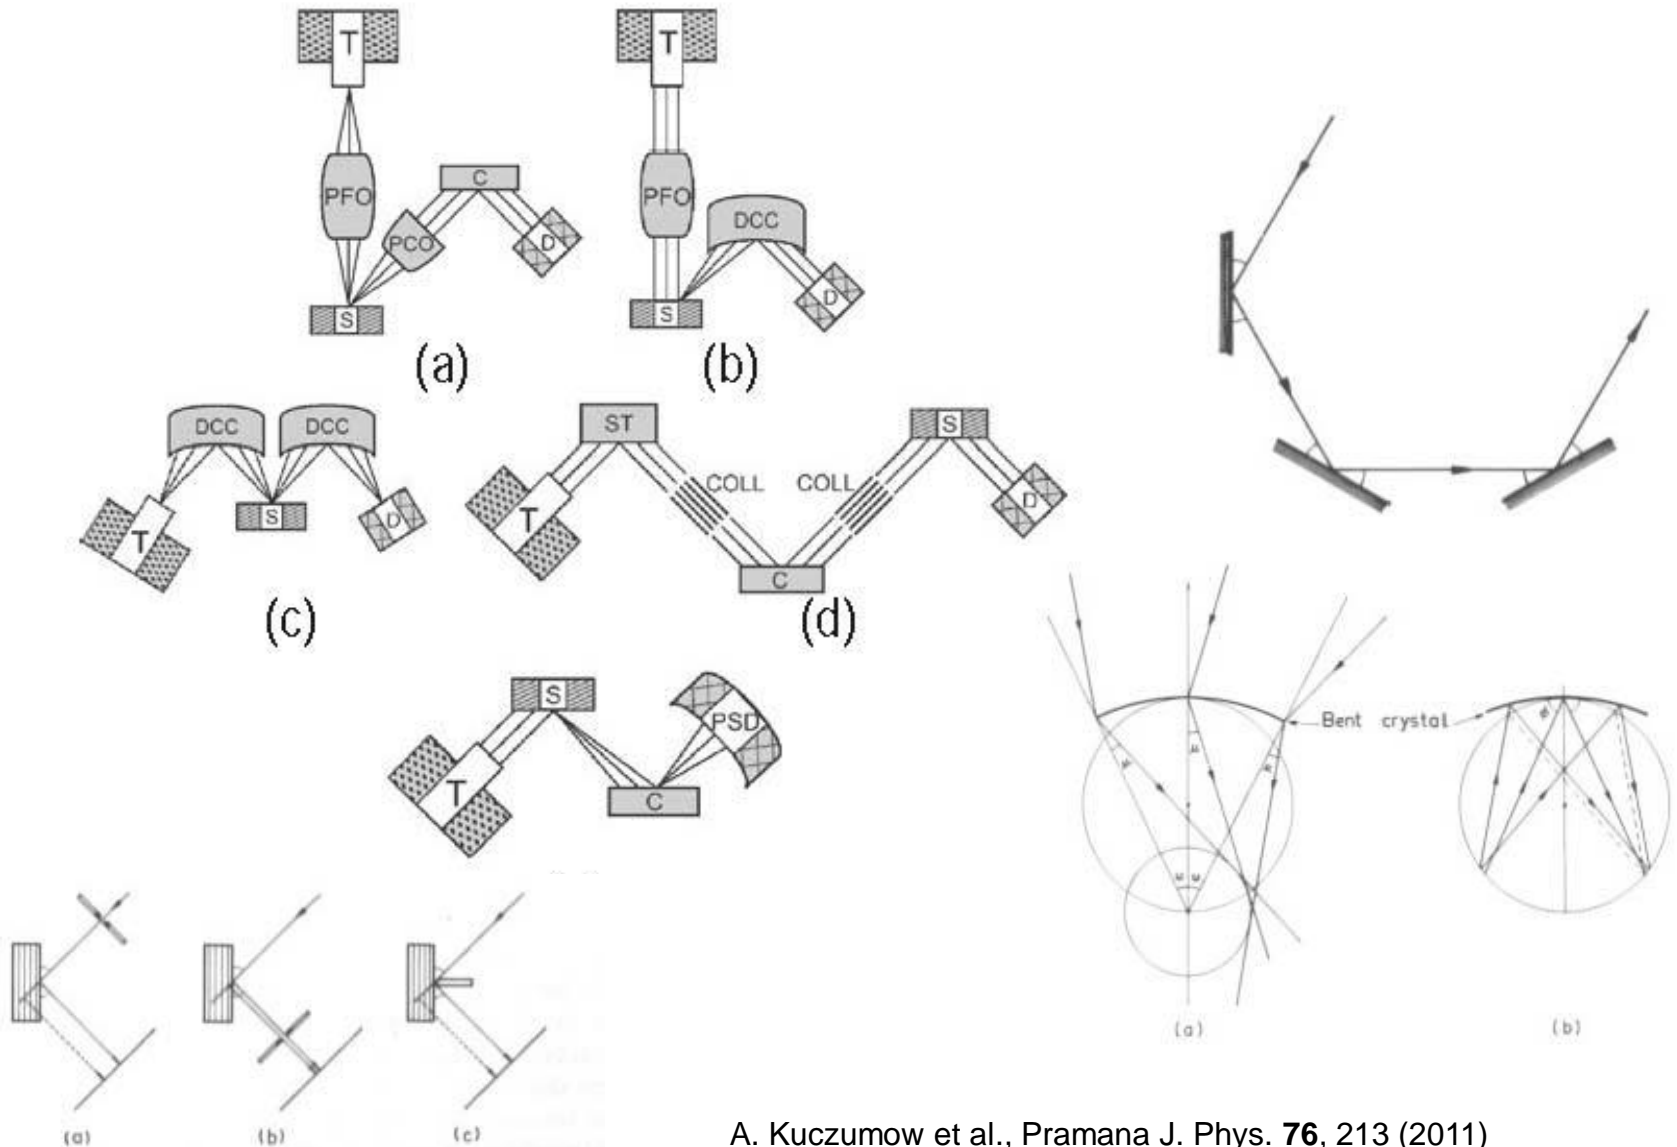 T
T
PFO
PCO
C
D
S
PFO
DCC
D
S
(a)
(b)
DCC
DCC
T
S
D
(c)
ST
COLL
COLL
S
T
D
C
(d)
S
PSD
T
C
Bent crystal
μ
μ
ϕ
(a)
(b)
(a)
(b)
(c)
A. Kuczumow et al., Pramana J. Phys. 76, 213 (2011)